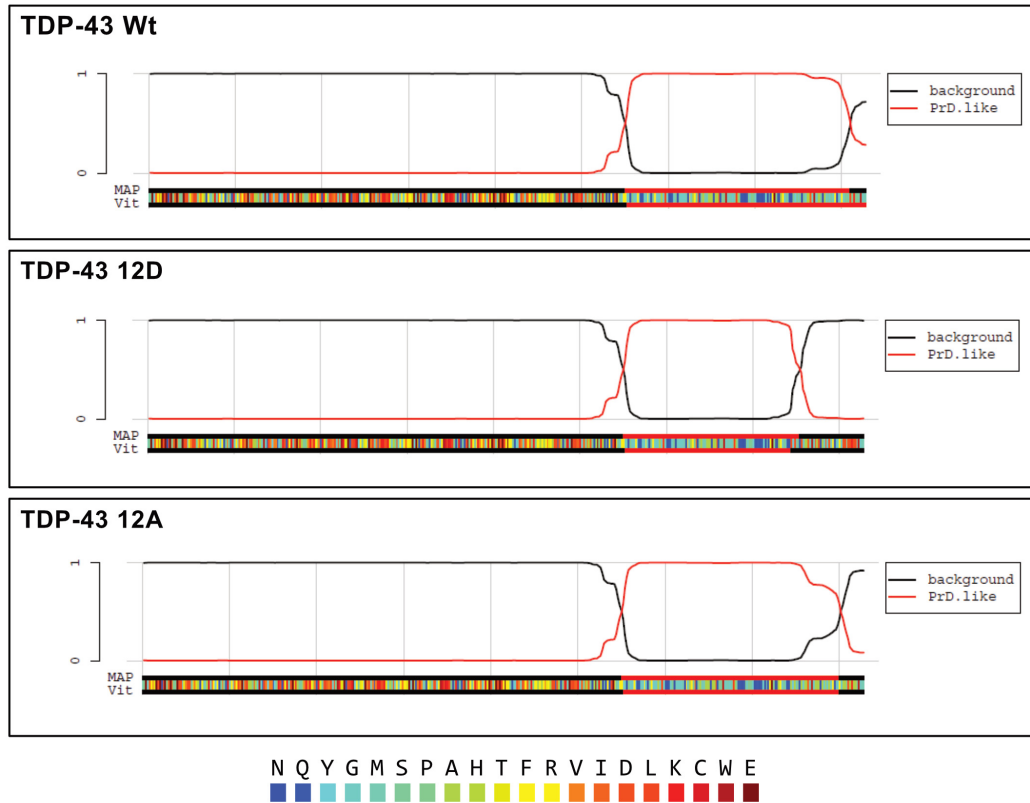 TDP-43 Wt
1
0
background
PrD.like
MAP
Vit
TDP-43 12D
1
0
background
PrD.like
MAP
Vit
TDP-43 12A
1
0
background
PrD.like
MAP
Vit
N Q Y G M S P A H T F R V I D L K C W E